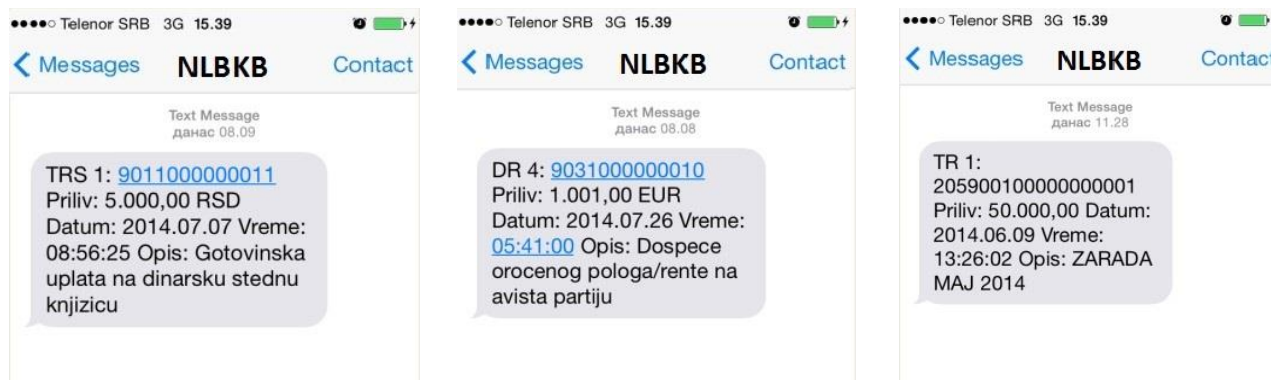 ●●●●○ Telenor SRB 3G 15.39
Messages NLBKB Contact
Text Message
данас 08.09
TRS 1: 9011000000011
Priliv: 5.000,00 RSD
Datum: 2014.07.07 Vreme:
08:56:25 Opis: Gotovinska
uplata na dinarsku stednu
knjizicu
●●●●○ Telenor SRB 3G 15.39
Messages NLBKB Contact
Text Message
данас 08.08
DR 4: 9031000000010
Priliv: 1.001,00 EUR
Datum: 2014.07.26 Vreme:
05:41:00 Opis: Dospece
orocenog pologa/rente na
avista partiju
●●●●○ Telenor SRB 3G 15.39
Messages NLBKB Contact
Text Message
данас 11.28
TR 1:
205900100000000001
Priliv: 50.000,00 Datum:
2014.06.09 Vreme:
13:26:02 Opis: ZARADA
MAJ 2014